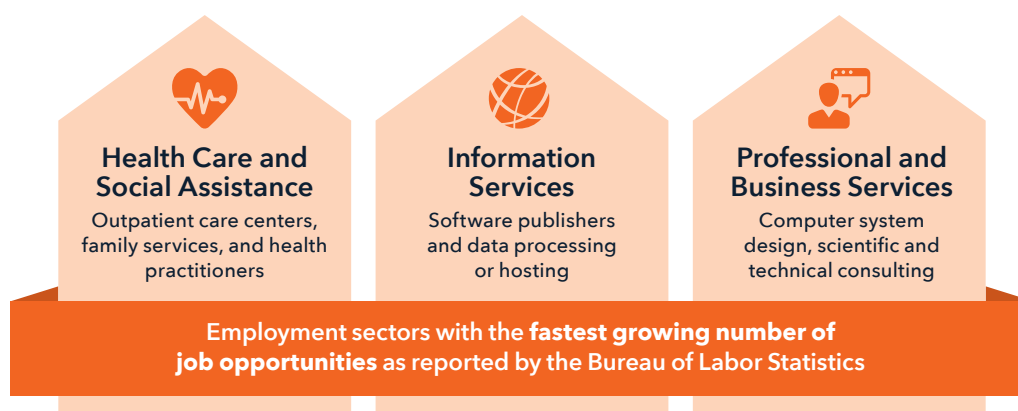 Health Care and
Social Assistance
Outpatient care centers,
family services, and health
practitioners
Information
Services
Software publishers
and data processing
or hosting
Professional and
Business Services
Computer system
design, scientific and
technical consulting
Employment sectors with the fastest growing number of
job opportunities as reported by the Bureau of Labor Statistics